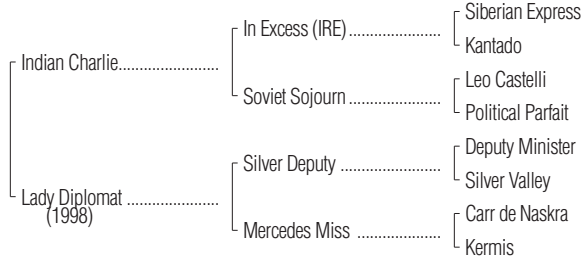 Siberian Express
In Excess (IRE)
Kantado
Indian Charlie
Leo Castelli
Soviet Sojourn
Political Parfait
Deputy Minister
Silver Deputy
Silver Valley
Lady Diplomat
(1998)
Carr de Naskra
Mercedes Miss
Kermis